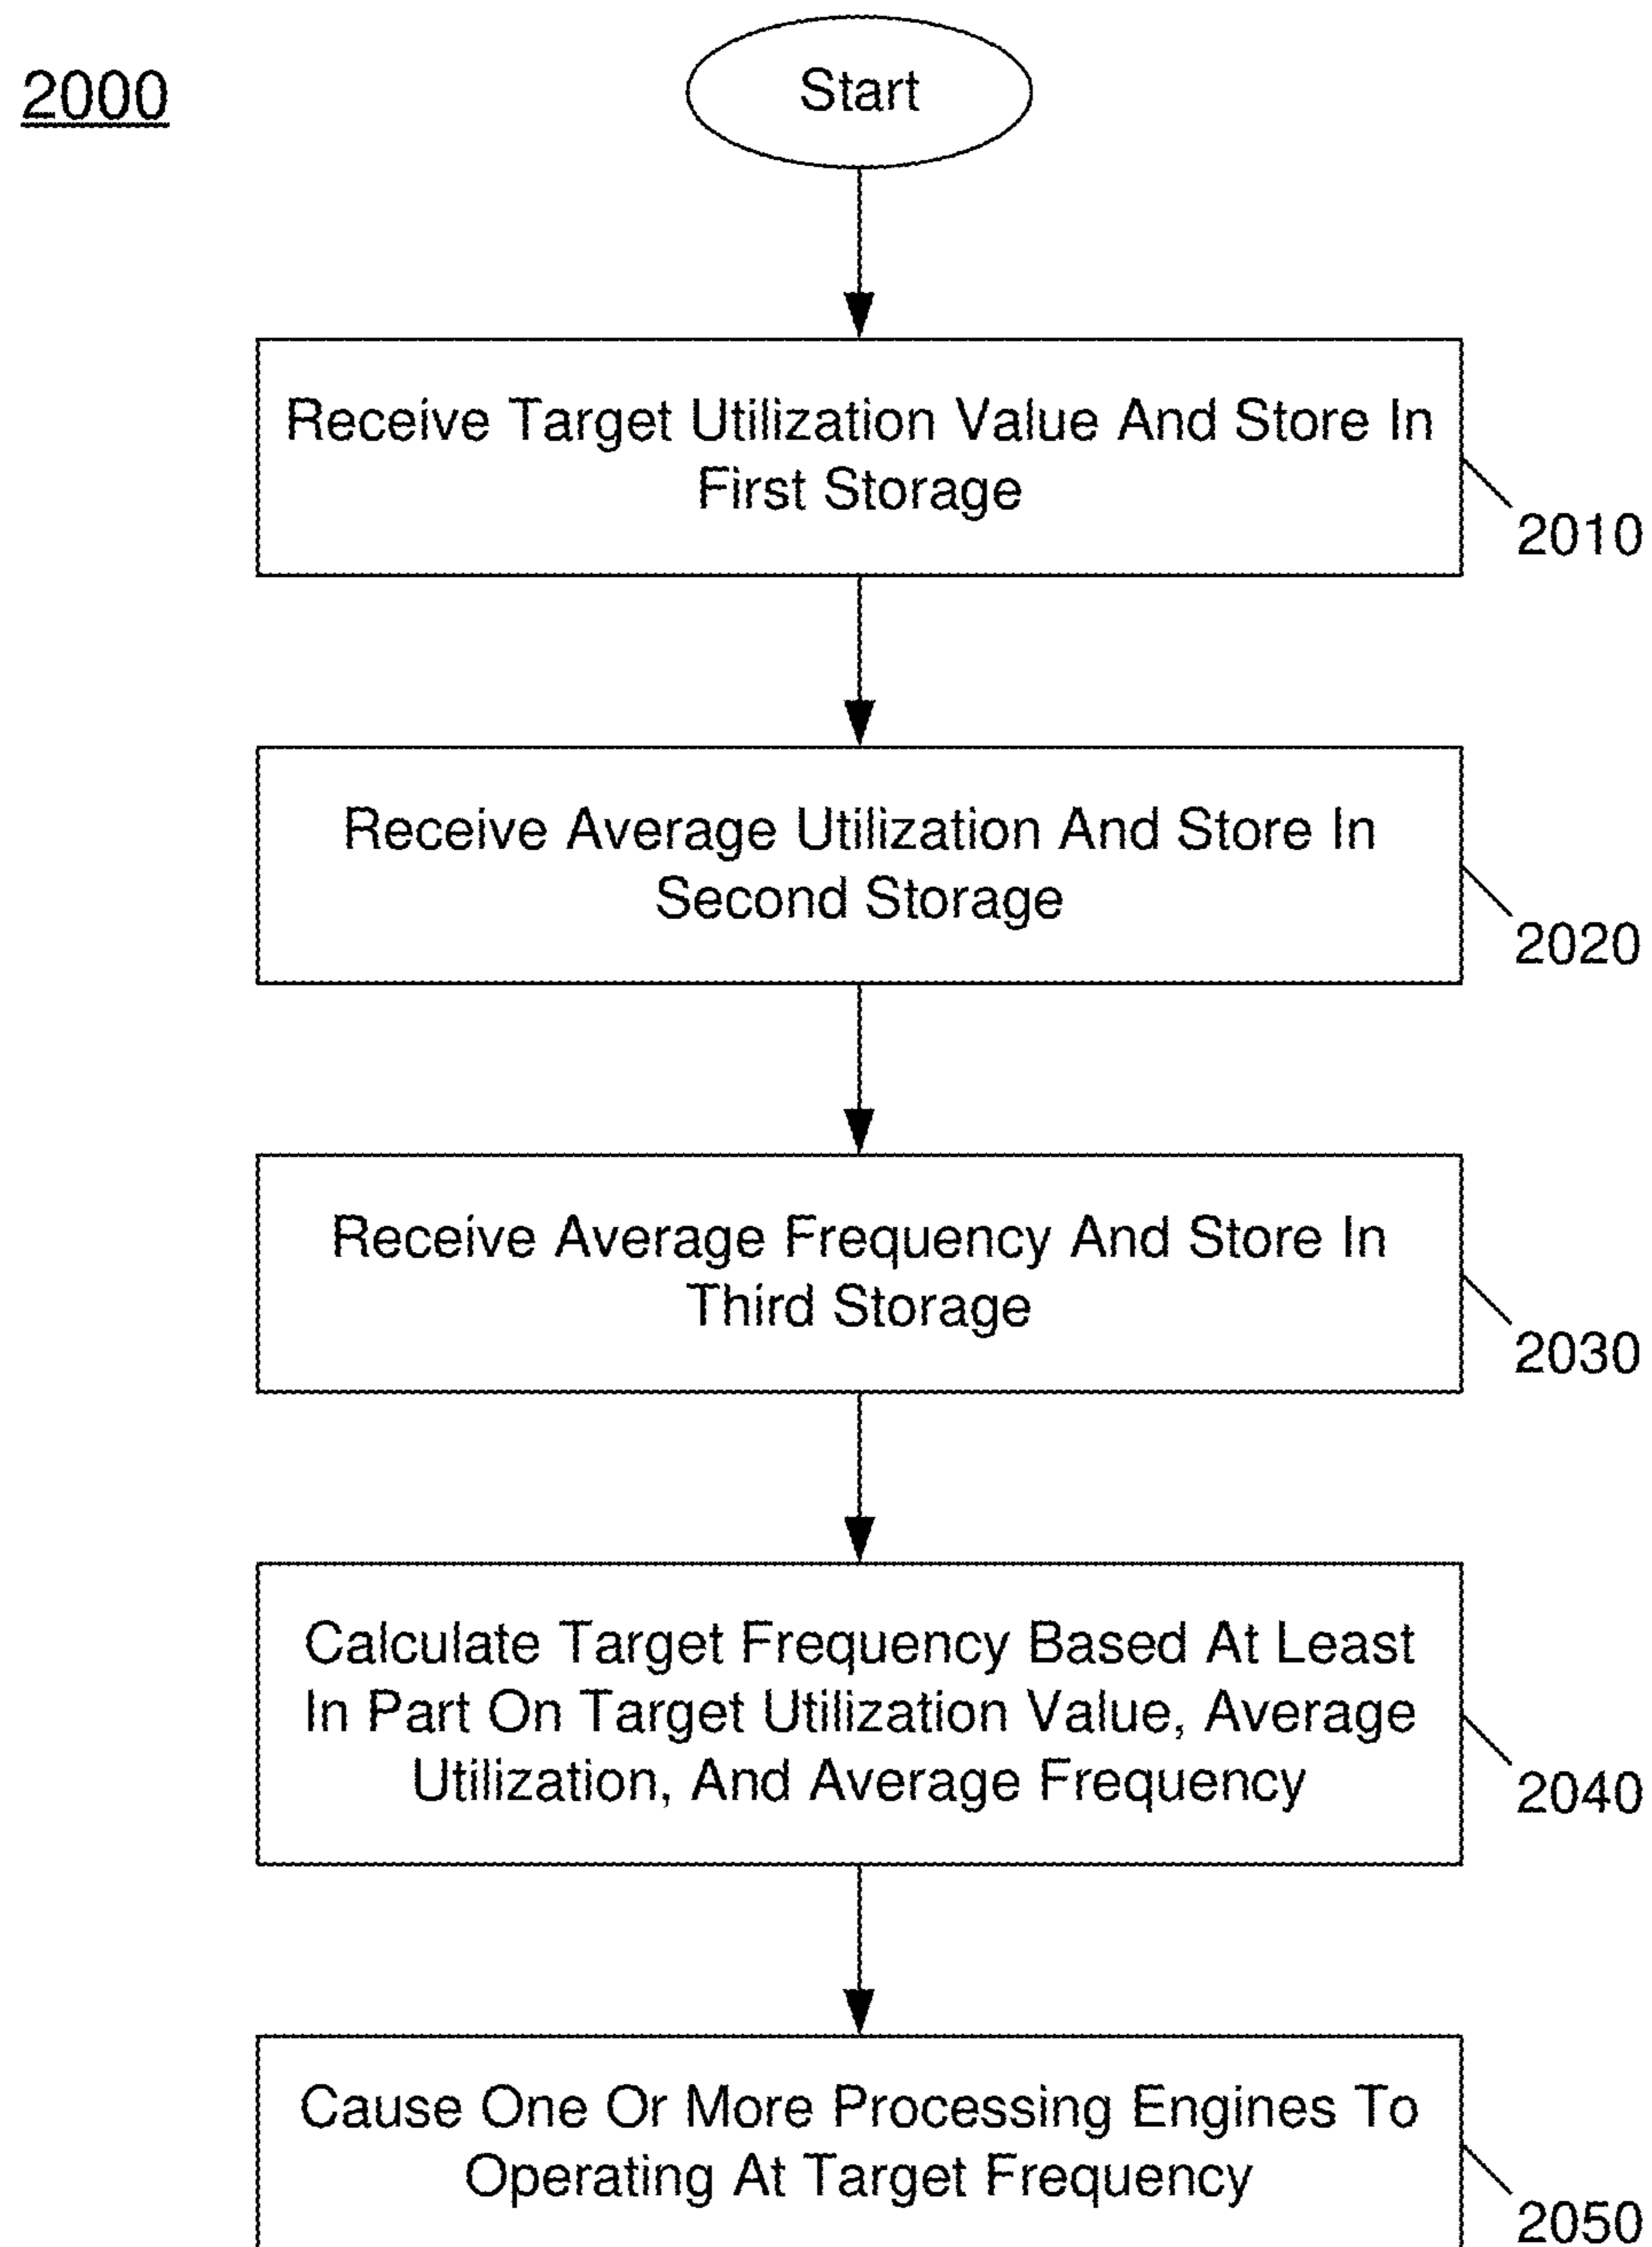 2000
Start
Receive Target Utilization Value And Store In
First Storage
2010
Receive Average Utilization And Store In
Second Storage
2020
Receive Average Frequency And Store In
Third Storage
2030
Calculate Target Frequency Based At Least
In Part On Target Utilization Value, Average
Utilization, And Average Frequency
2040
Cause One Or More Processing Engines To
Operating At Target Frequency
2050